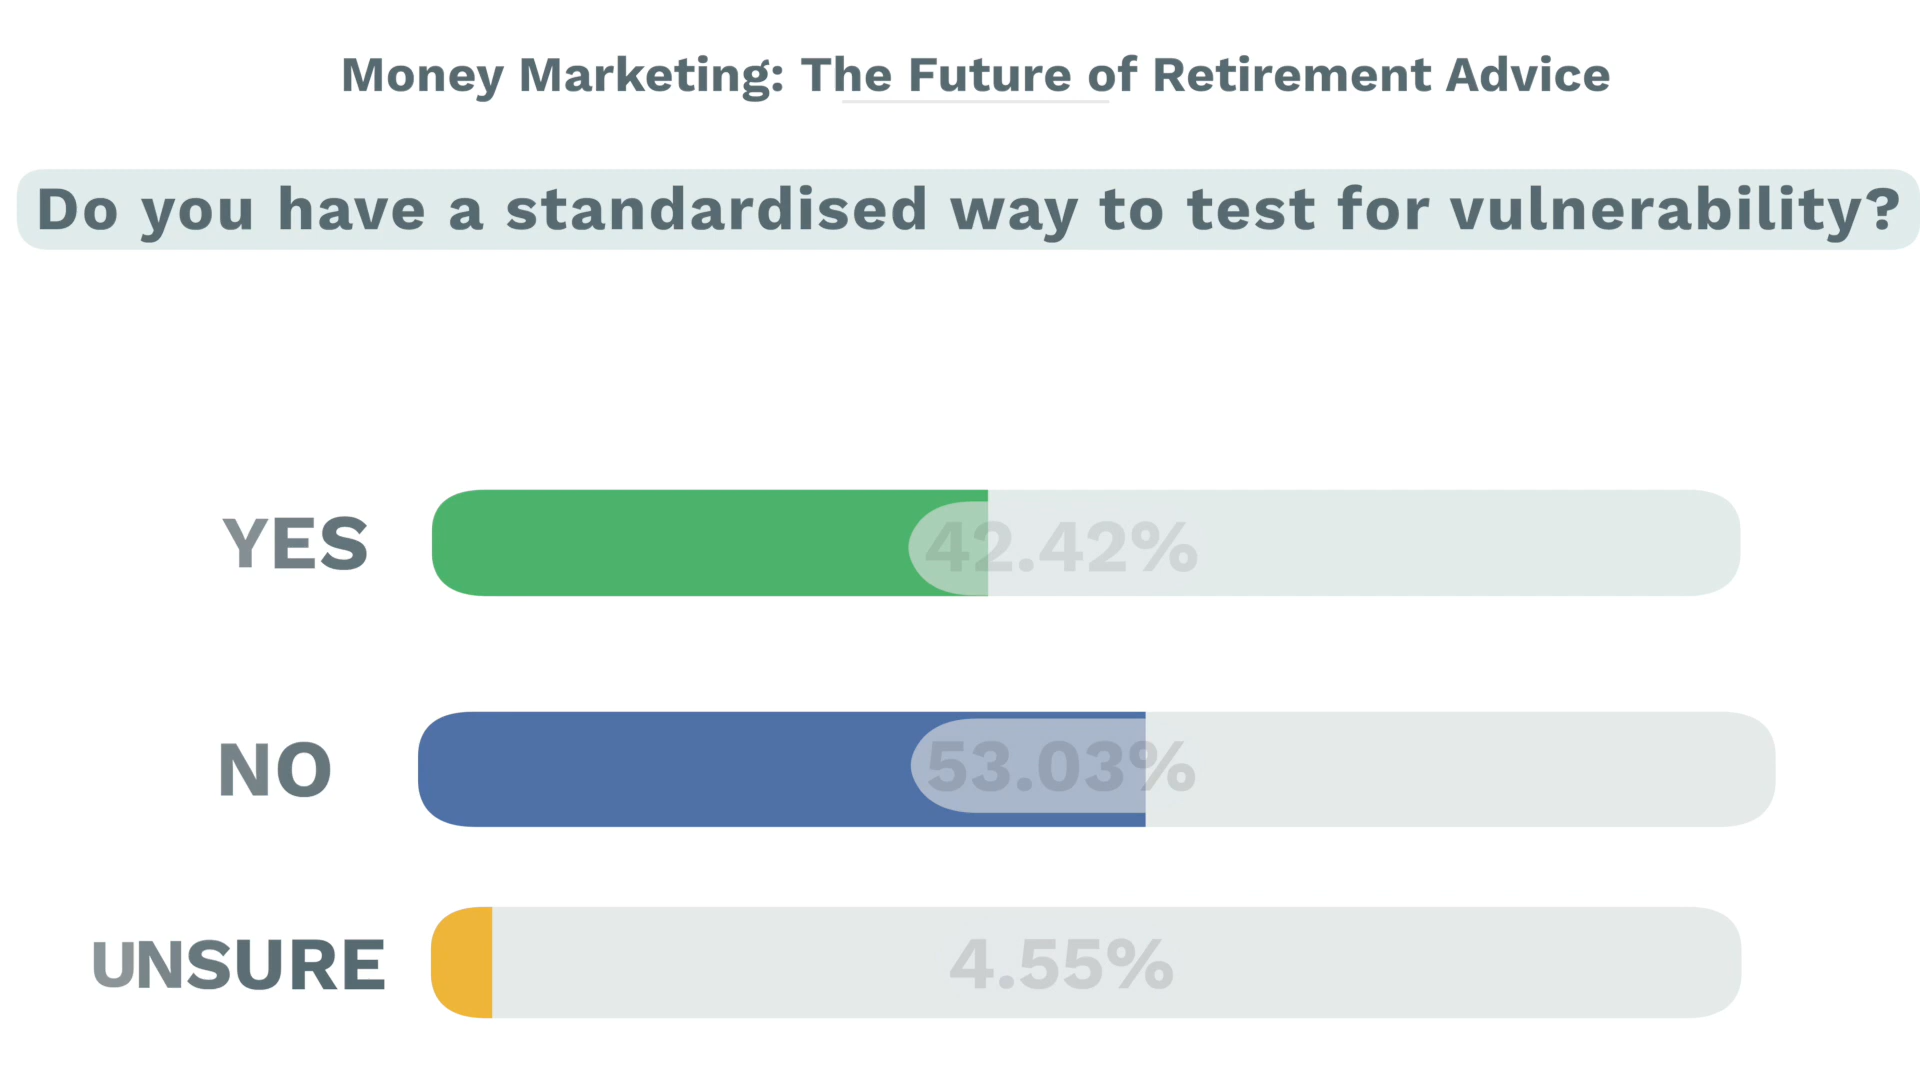 Money Marketing: The Future of Retirement Advice
Do you have a standardised way to test for vulnerability?
YES 42.42%
NO 53.03%
UNSURE 4.55%